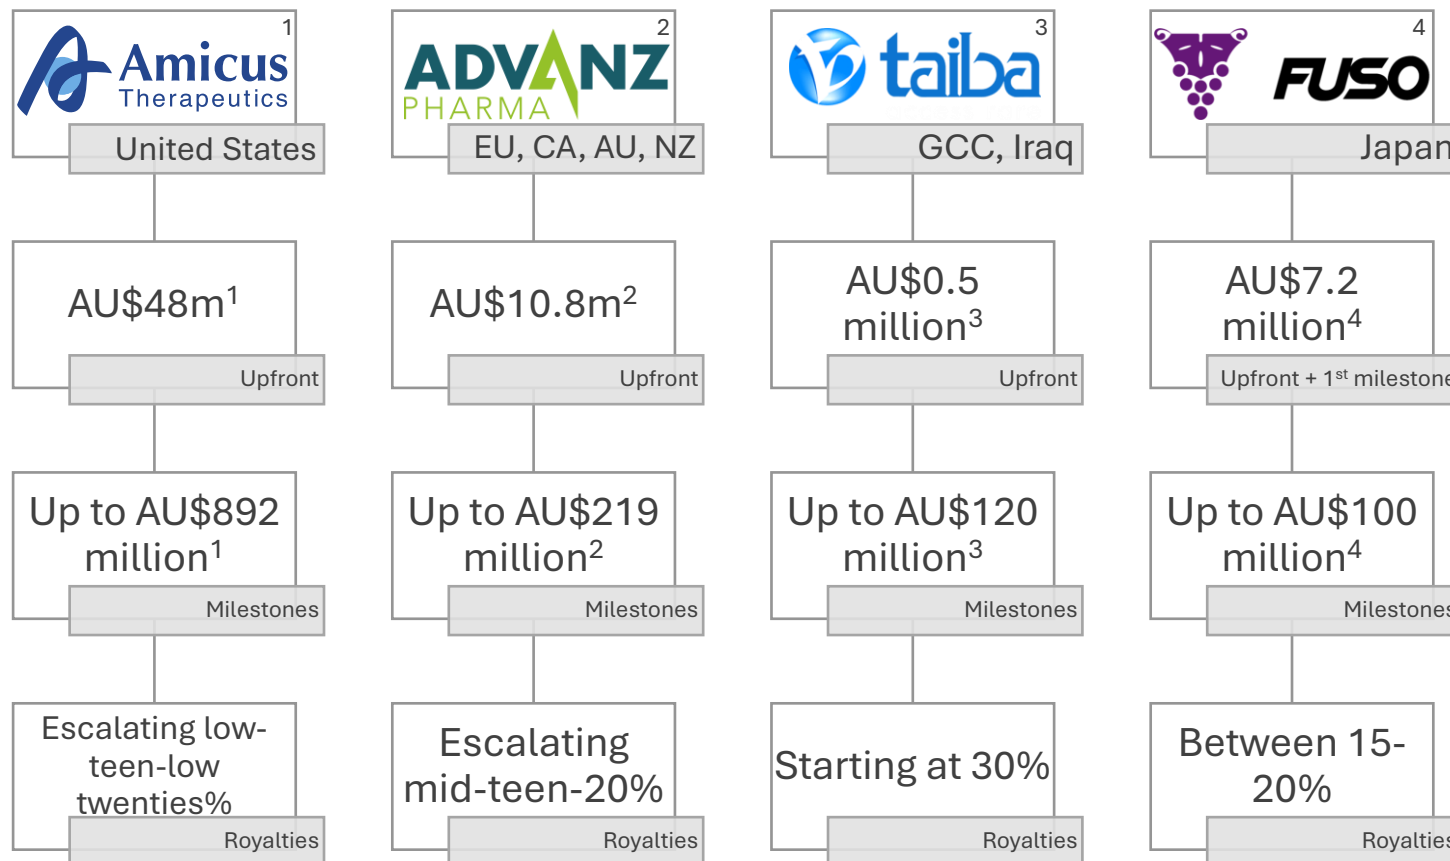 1
Amicus
Therapeutics
United States
AU$48m1
Upfront
Up to AU$892
million1
Milestones
Escalating low-
teen-low
twenties%
Royalties
2
ADVANZ
PHARMA
EU, CA, AU, NZ
AU$10.8m2
Upfront
Up to AU$219
million2
Milestones
Escalating
mid-teen-20%
Royalties
3
taiba
GCC, Iraq
AU$0.5
million3
Upfront
Up to AU$120
million3
Milestones
Starting at 30%
Royalties
4
FUSO
Japan
AU$7.2
million4
Upfront + 1st milestone
Up to AU$100
million4
Milestones
Between 15-
20%
Royalties